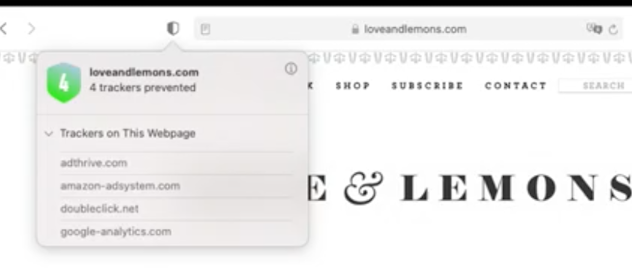 loveandlemons.com
4
loveandlemons.com
4 trackers prevented
Trackers on This Webpage
adthrive.com
amazon-adsystem.com
doubleclick.net
google-analytics.com
SHOP SUBSCRIBE CONTACT SEARCH
E & LEMONS